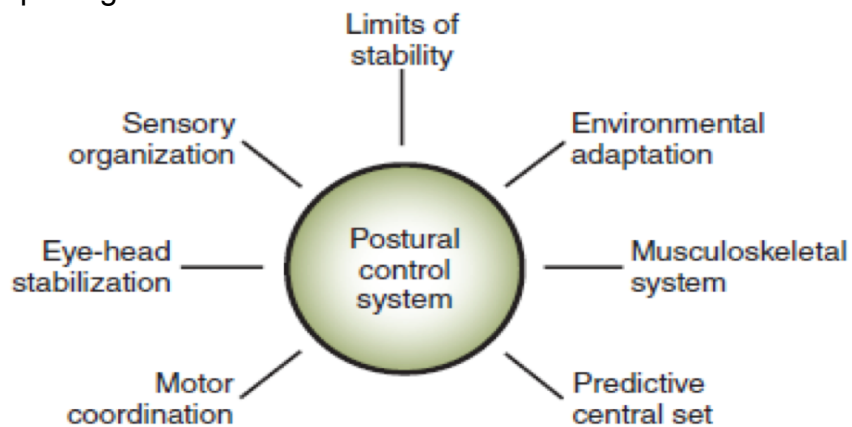 Limits of
stability
Sensory
organization
Environmental
adaptation
Eye-head
stabilization
Postural
control
system
Musculoskeletal
system
Motor
coordination
Predictive
central set